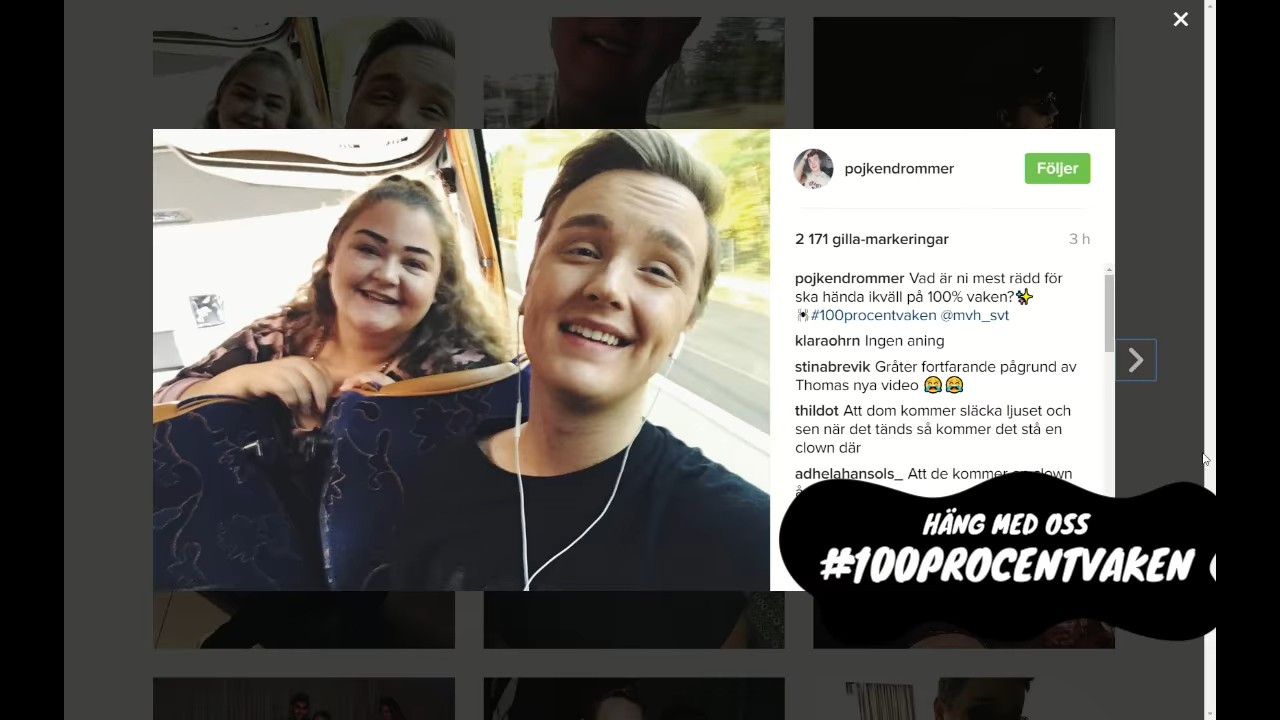 pojkendrommer
Följer
2 171 gilla-markeringar
3 h
pojkendrommer Vad är ni mest rädd för
ska hända ikväll på 100% vaken?✨
🕷#100procentvaken @mvh_svt
klaraohrn Ingen aning
stinabrevik Gråter fortfarande pågrund av
Thomas nya video 😭😭
thildot Att dom kommer släcka ljuset och
sen när det tänds så kommer det stå en
clown där
adhelahansols_ Att de kommer en clown
HÄNG MED OSS
#100PROCENTVAKEN